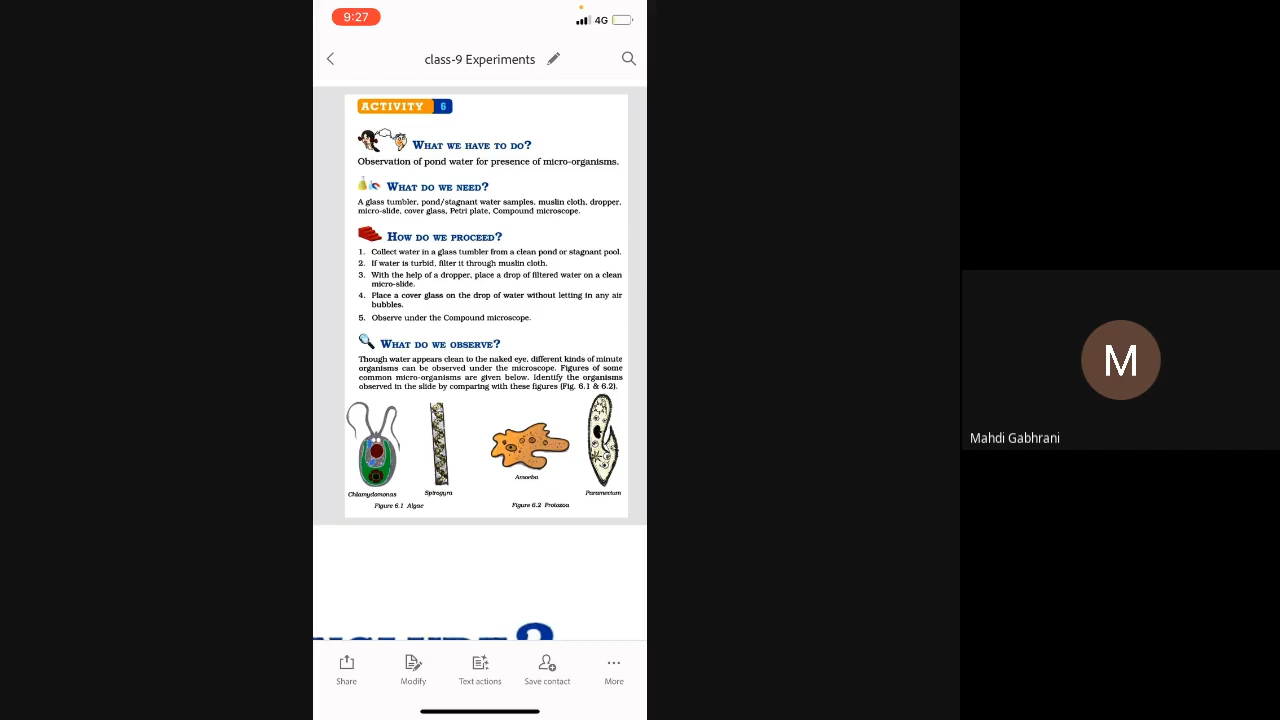 9:27
4G
class-9 Experiments
ACTIVITY 6
WHAT WE HAVE TO DO?
Observation of pond water for presence of micro-organisms.
WHAT DO WE NEED?
A glass tumbler, pond/stagnant water samples, muslin cloth, dropper,
micro-slide, cover glass, Petri plate, Compound microscope.
HOW DO WE PROCEED?
1. Collect water in a glass tumbler from a clean pond or stagnant pool.
2. If water is turbid, filter it through muslin cloth.
3. With the help of a dropper, place a drop of filtered water on a clean
micro-slide.
4. Place a cover glass on the drop of water without letting in any air
bubbles.
5. Observe under the Compound microscope.
WHAT DO WE OBSERVE?
Though water appears clean to the naked eye, different kinds of minute
organisms can be observed under the microscope. Figures of some
common micro-organisms are given below. Identify the organisms
observed in the slide by comparing with these figures (Fig. 6.1 & 6.2).
Chlamydomonas
Spirogyra
Amoeba
Paramecium
Figure 6.1 Algae
Figure 6.2 Protozoa
Share
Modify
Text actions
Save contact
More
M
Mahdi Gabhrani